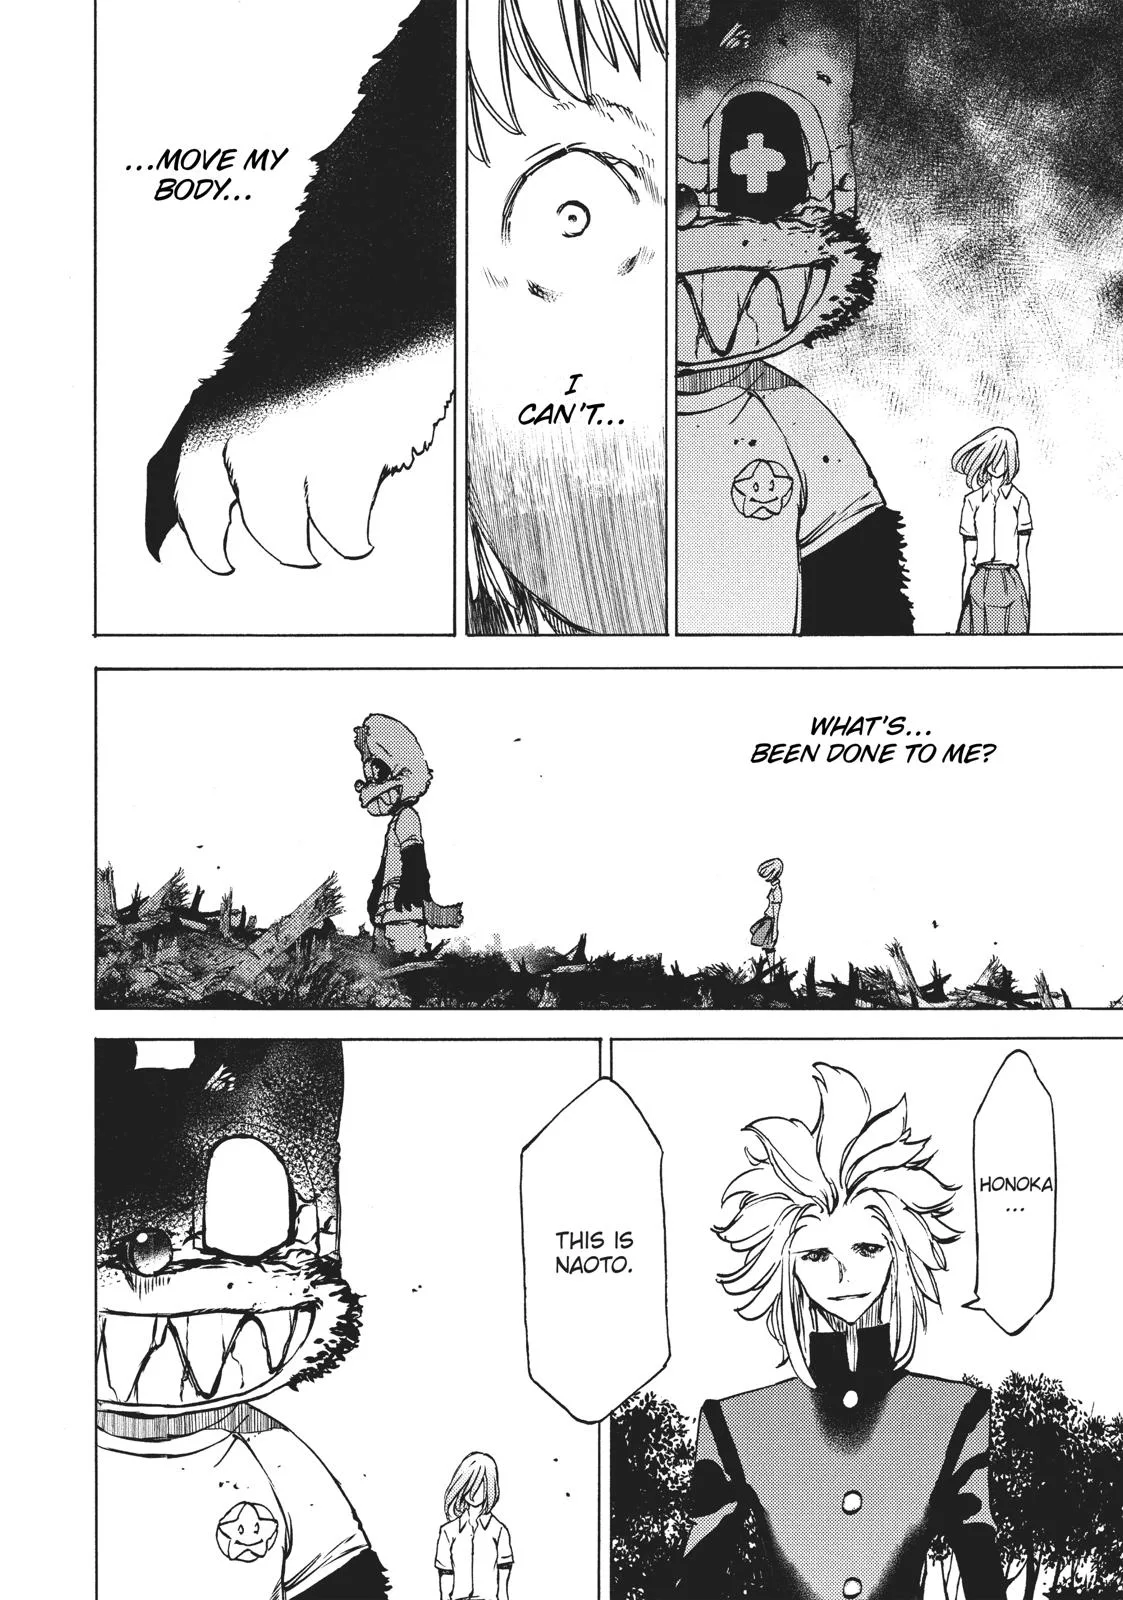 I
CAN'T...
...MOVE MY
BODY...
WHAT'S...
BEEN DONE TO ME?
HONOKA
...
THIS IS
NAOTO.